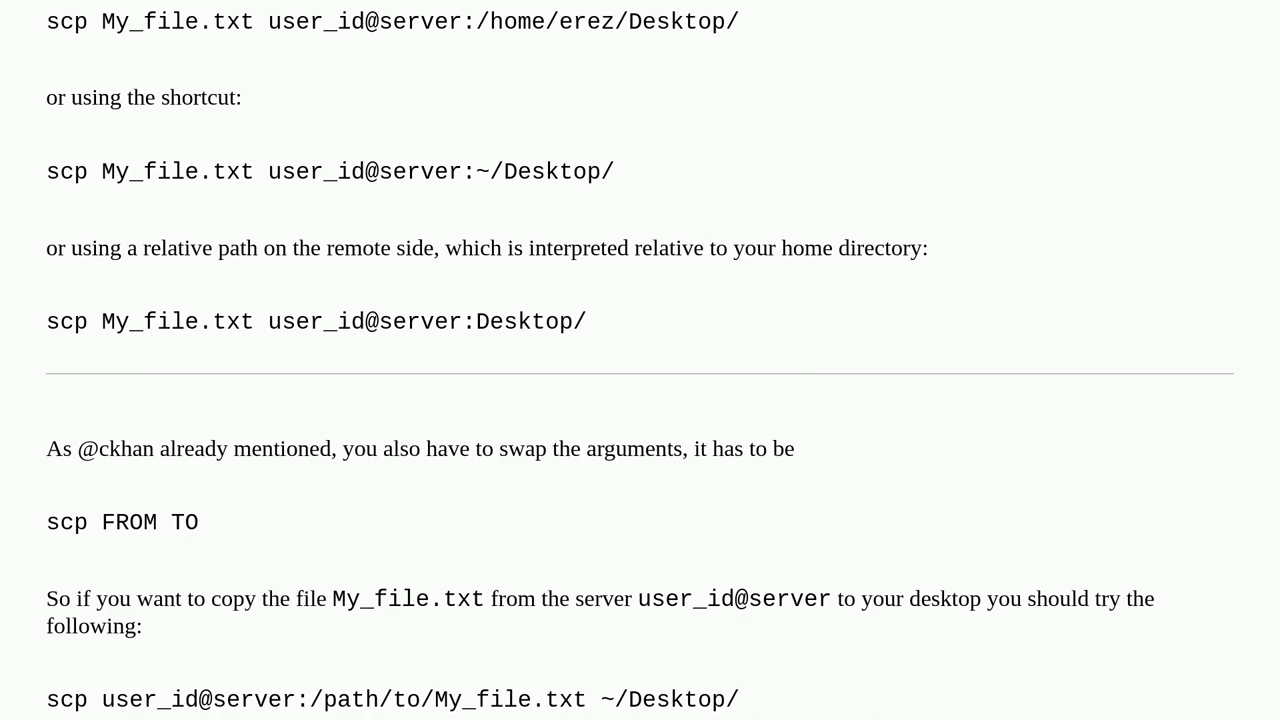 scp My_file.txt user_id@server:/home/erez/Desktop/
or using the shortcut:
scp My_file.txt user_id@server:~/Desktop/
or using a relative path on the remote side, which is interpreted relative to your home directory:
scp My_file.txt user_id@server:Desktop/
As @ckhan already mentioned, you also have to swap the arguments, it has to be
scp FROM TO
So if you want to copy the file My_file.txt from the server user_id@server to your desktop you should try the
following:
scp user_id@server:/path/to/My_file.txt ~/Desktop/